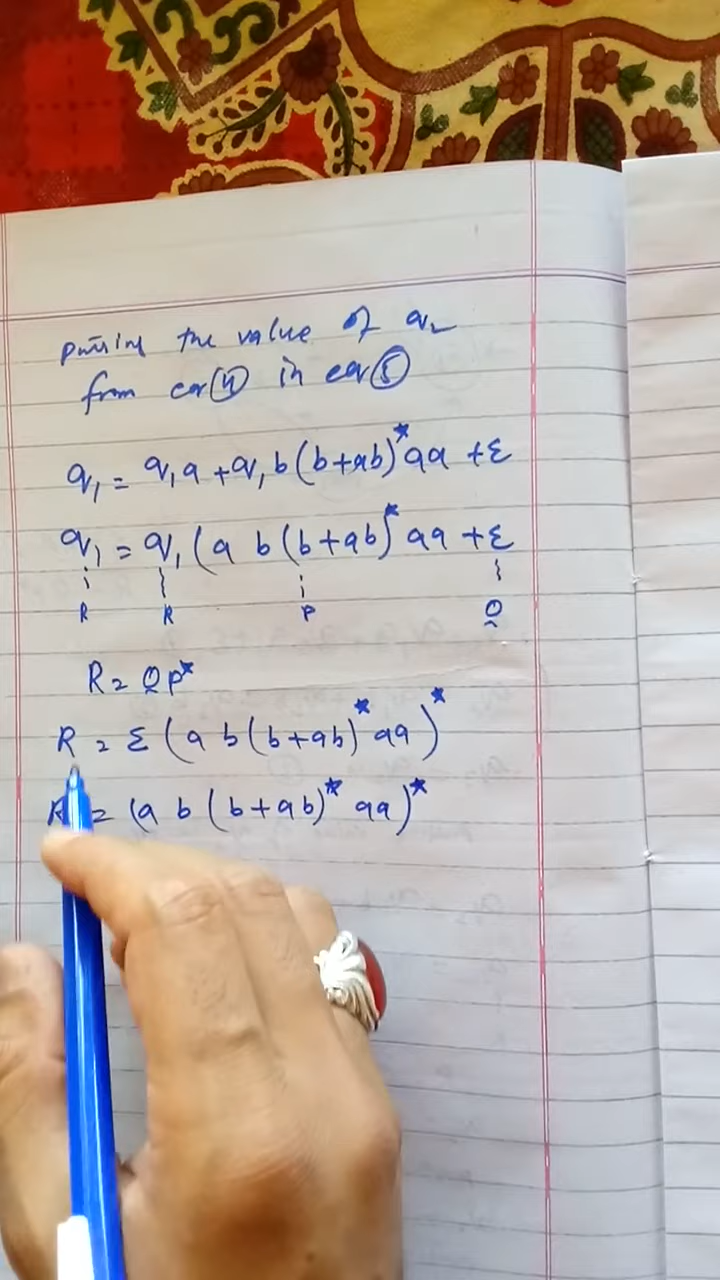 putting the value of q₂
from eq(4) in eq(5)
q₁ = q₁a + q₁b(b+ab)*aa + ε
q₁ = q₁(a b(b+ab)*aa + ε
R R P Q
R = QP*
R = ε(a b(b+ab)*aa)*
R = (a b(b+ab)*aa)*